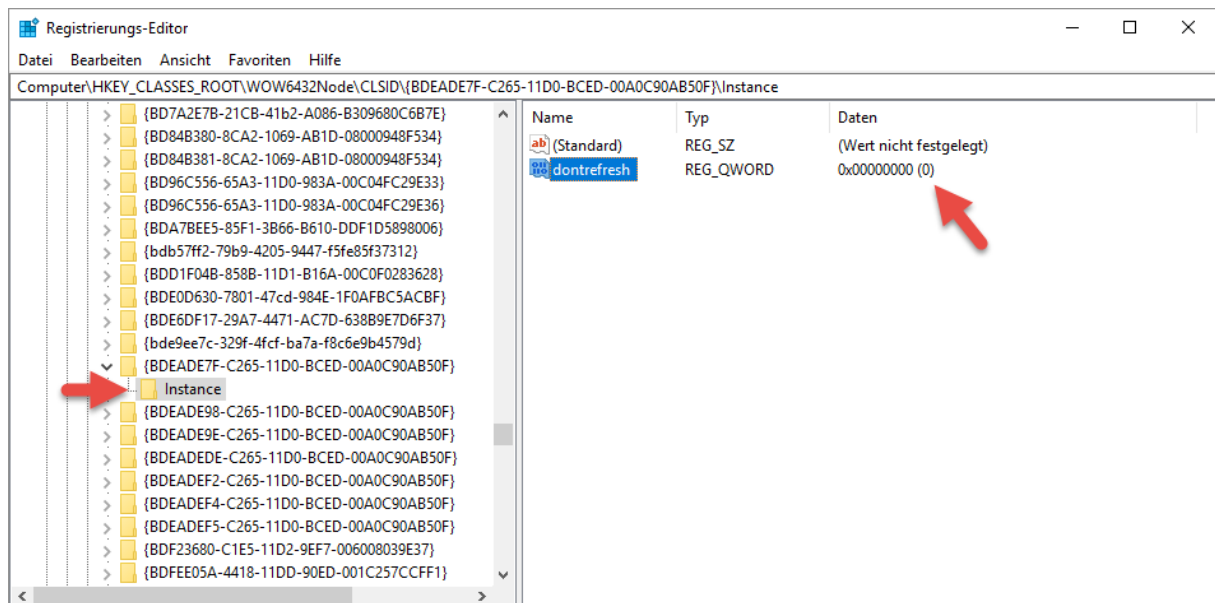 Registrierungs-Editor
Datei Bearbeiten Ansicht Favoriten Hilfe
Computer\HKEY_CLASSES_ROOT\WOW6432Node\CLSID\{BDEADE7F-C265-11D0-BCED-00A0C90AB50F}\Instance
{BD7A2E7B-21CB-41b2-A086-B309680C6B7E}
{BD84B380-8CA2-1069-AB1D-08000948F534}
{BD84B381-8CA2-1069-AB1D-08000948F534}
{BD96C556-65A3-11D0-983A-00C04FC29E33}
{BD96C556-65A3-11D0-983A-00C04FC29E36}
{BDA7BEE5-85F1-3B66-B610-DDF1D5898006}
{bdb57ff2-79b9-4205-9447-f5fe85f37312}
{BDD1F04B-858B-11D1-B16A-00C0F0283628}
{BDE0D630-7801-47cd-984E-1F0AFBC5ACBF}
{BDE6DF17-29A7-4471-AC7D-638B9E7D6F37}
{bde9ee7c-329f-4fcf-ba7a-f8c6e9b4579d}
{BDEADE7F-C265-11D0-BCED-00A0C90AB50F}
Instance
{BDEADE98-C265-11D0-BCED-00A0C90AB50F}
{BDEADE9E-C265-11D0-BCED-00A0C90AB50F}
{BDEADEDE-C265-11D0-BCED-00A0C90AB50F}
{BDEADEF2-C265-11D0-BCED-00A0C90AB50F}
{BDEADEF4-C265-11D0-BCED-00A0C90AB50F}
{BDEADEF5-C265-11D0-BCED-00A0C90AB50F}
{BDF23680-C1E5-11D2-9EF7-006008039E37}
{BDFEE05A-4418-11DD-90ED-001C257CCFF1}
Name Typ Daten
(Standard) REG_SZ (Wert nicht festgelegt)
dontrefresh REG_QWORD 0x00000000 (0)